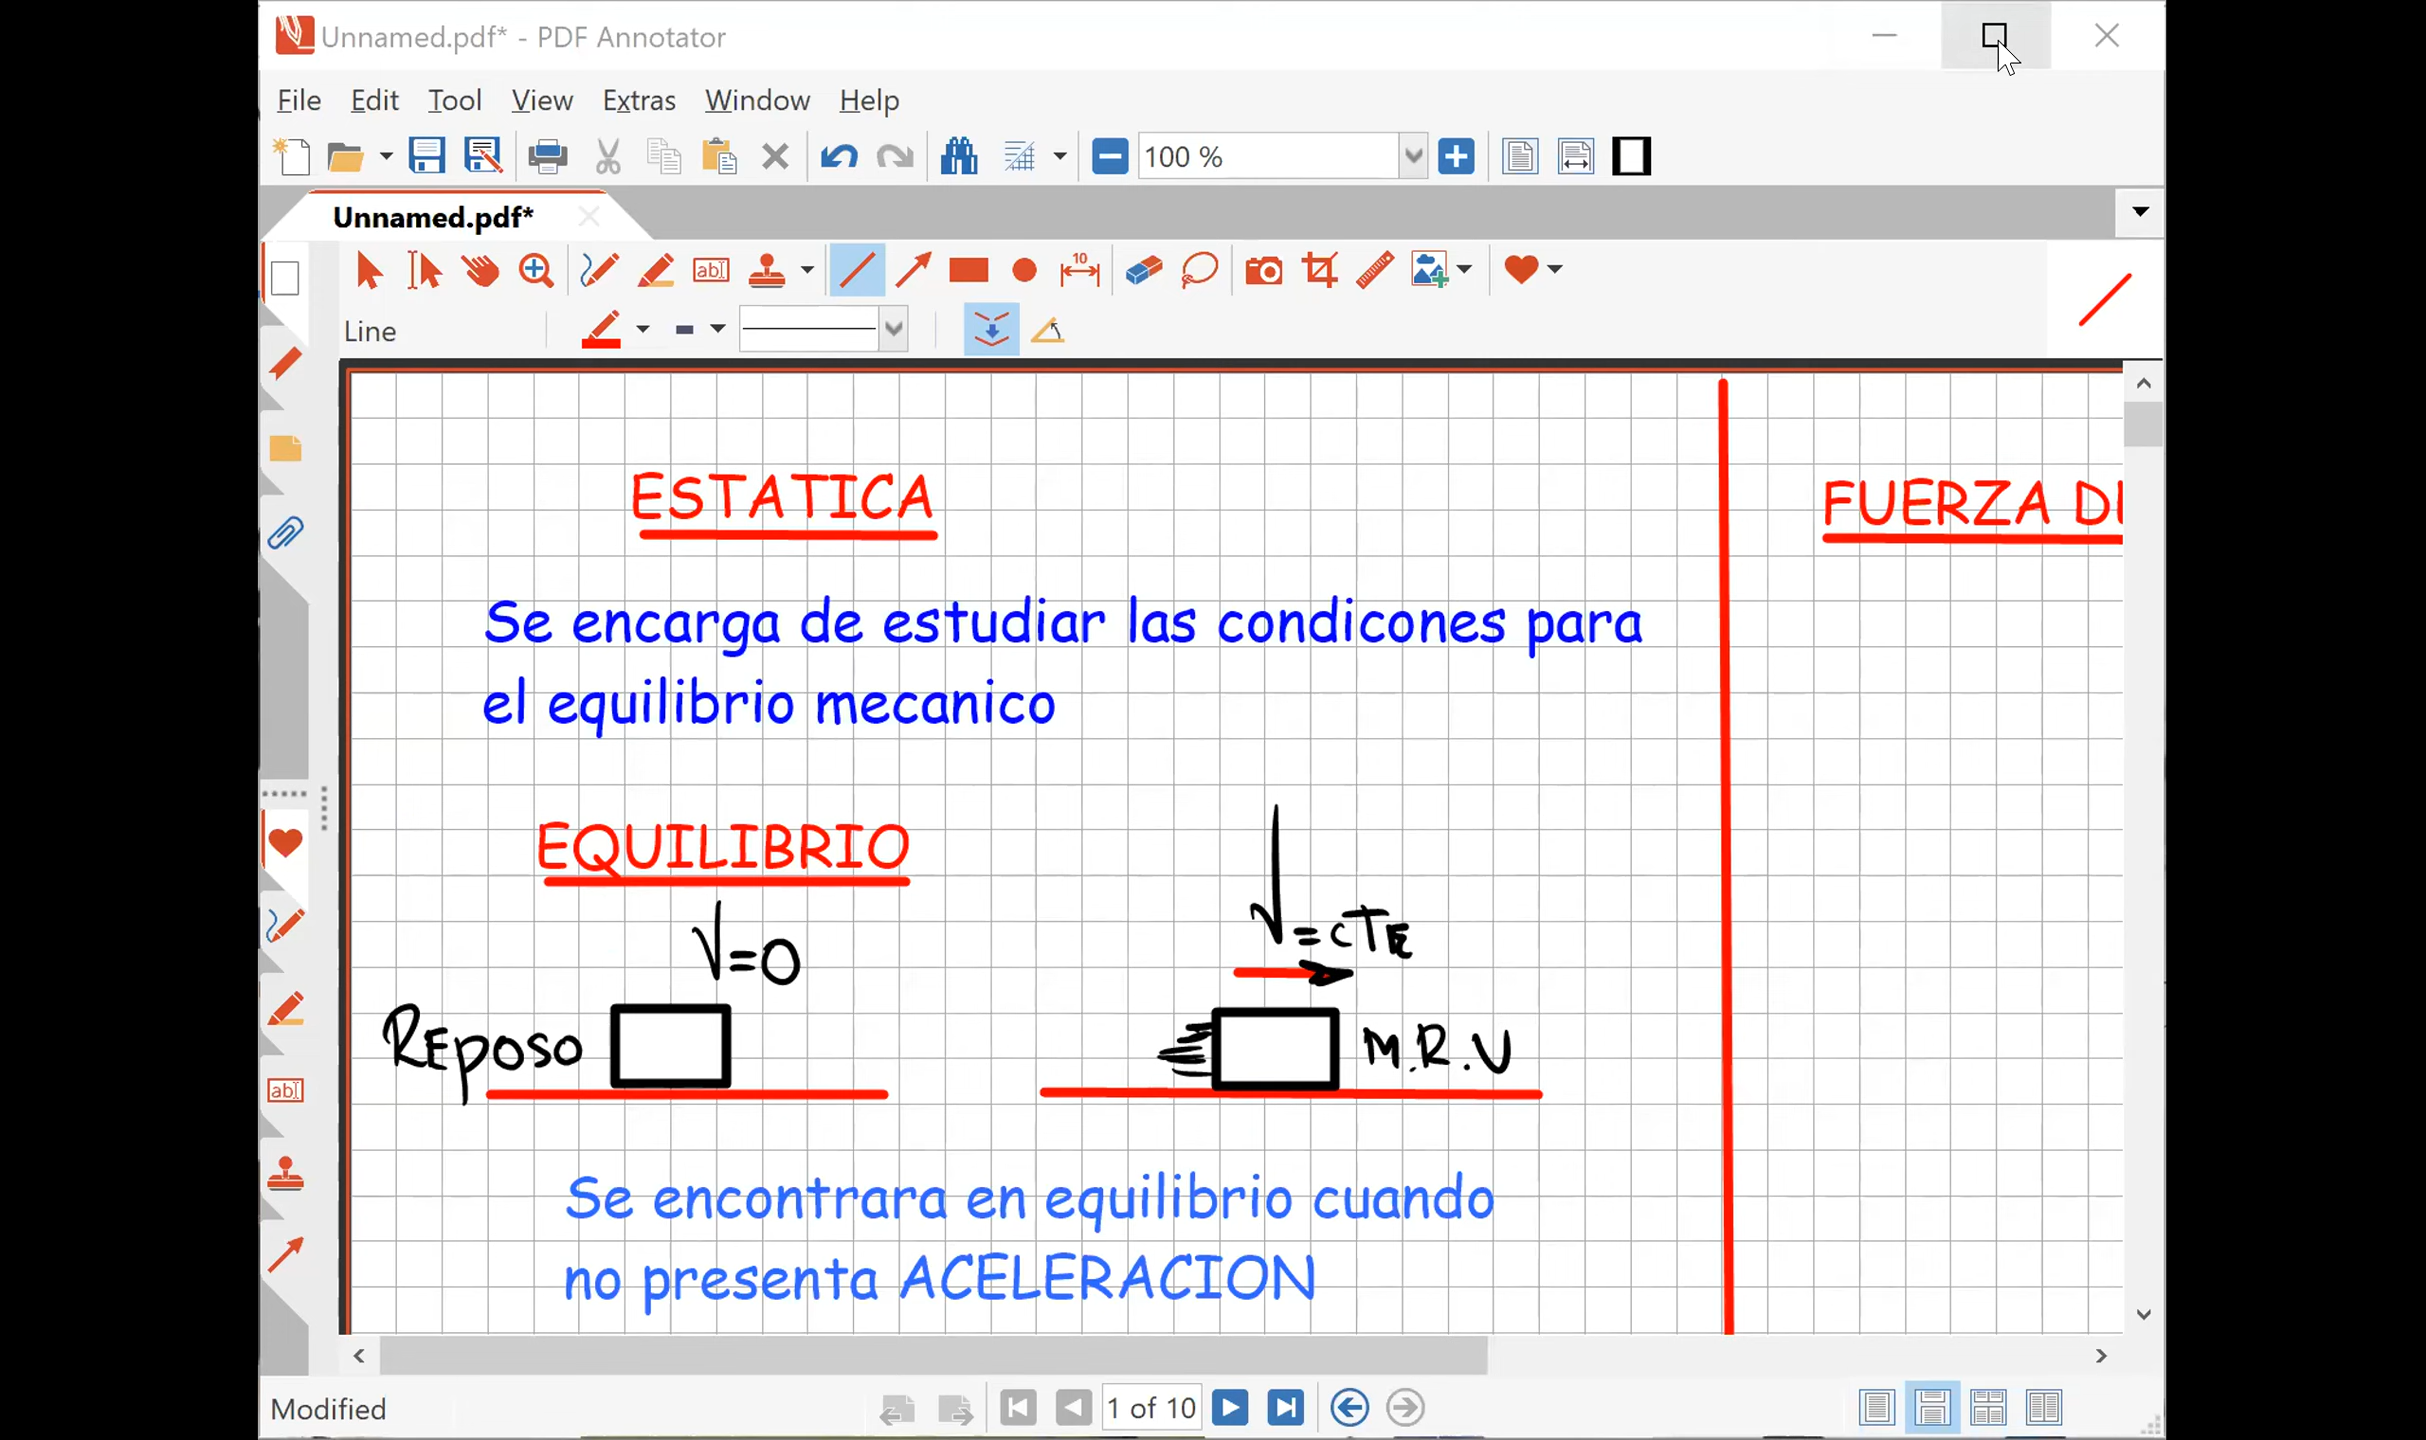 Unnamed.pdf* - PDF Annotator
File Edit Tool View Extras Window Help
100 %
Unnamed.pdf*
10
Line
ESTATICA
FUERZA DE
Se encarga de estudiar las condicones para
el equilibrio mecanico
EQUILIBRIO
V=0
V=CTE
REPOSO
M.R.U
Se encontrara en equilibrio cuando
no presenta ACELERACION
Modified
1 of 10